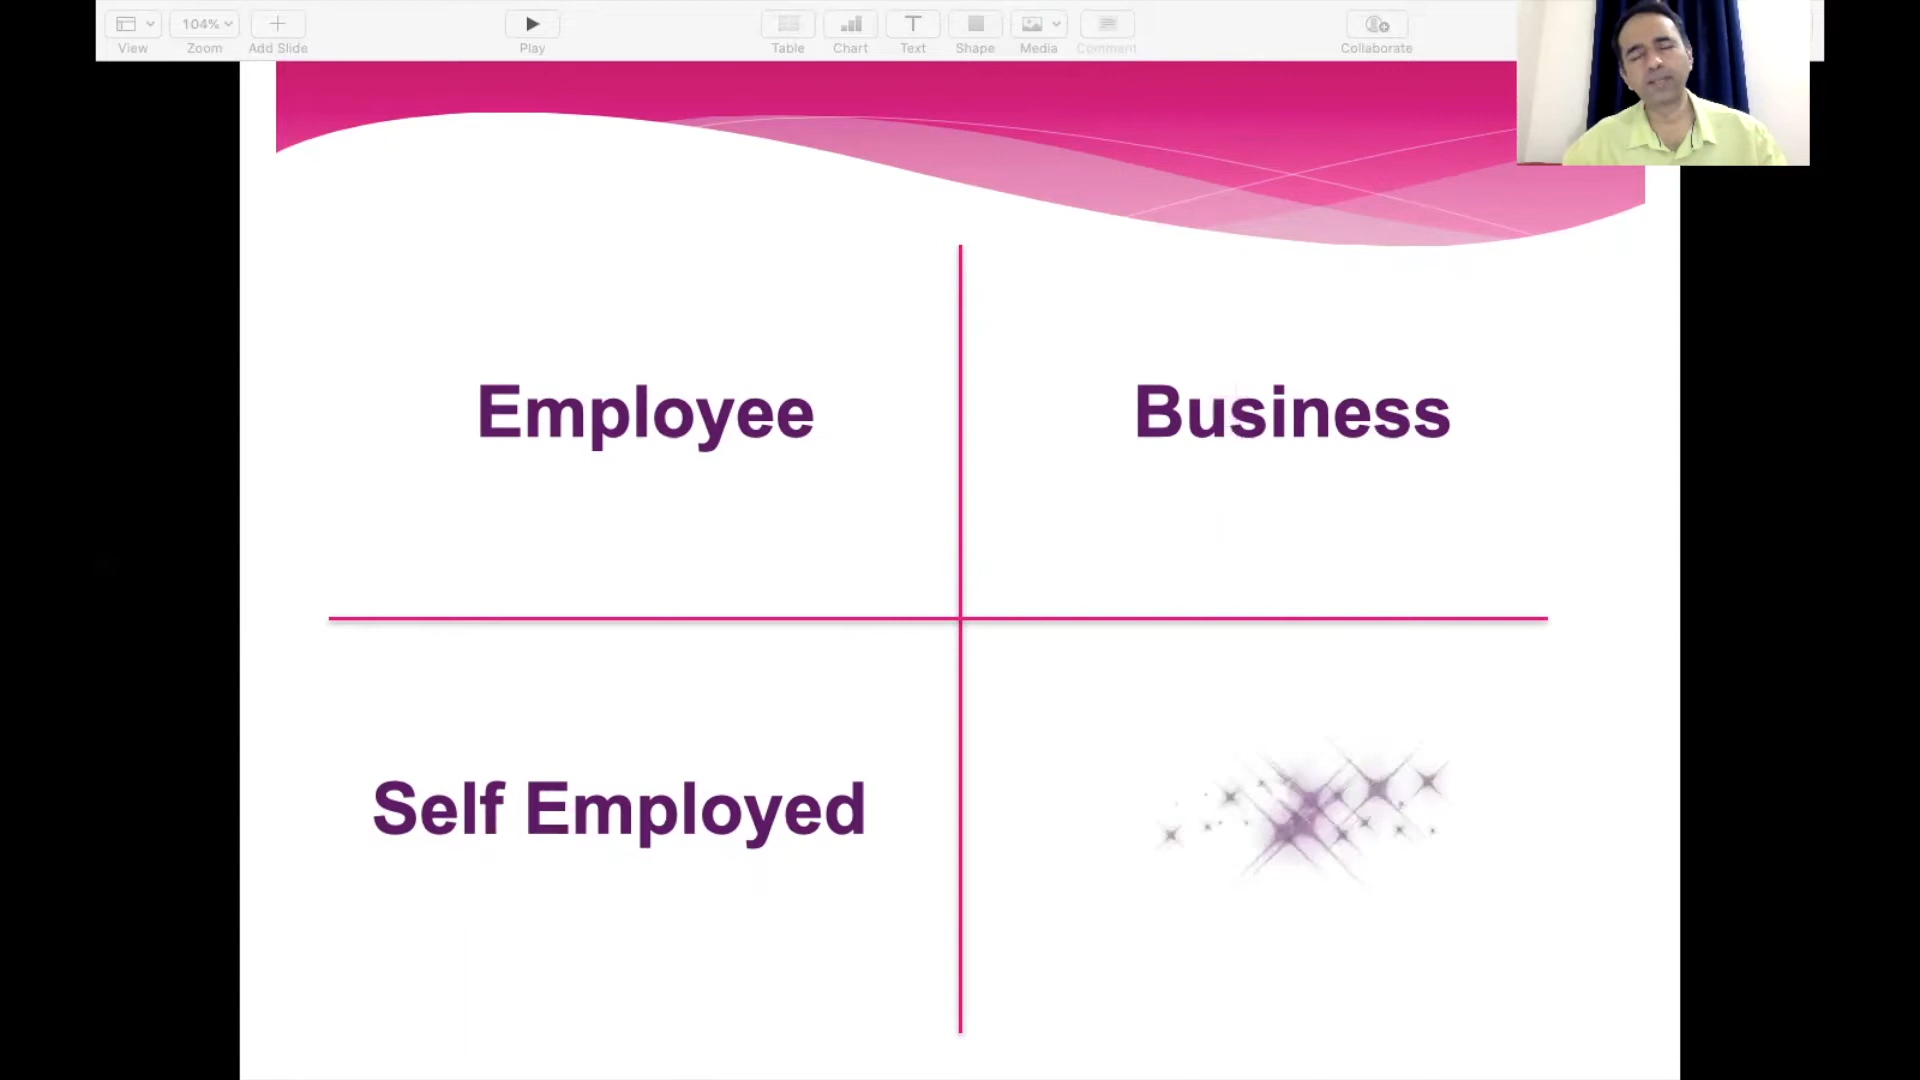 104%
View Zoom Add Slide Play Table Chart Text Shape Media Comment Collaborate
Employee
Business
Self Employed